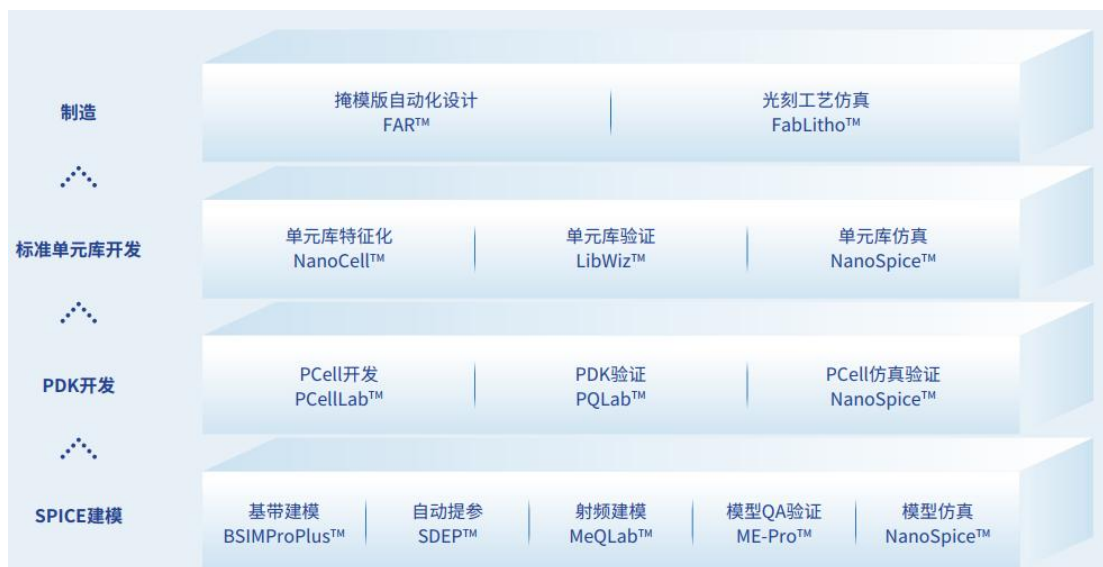 制造
掩模版自动化设计
FAR™
光刻工艺仿真
FabLitho™
标准单元库开发
单元库特征化
NanoCell™
单元库验证
LibWiz™
单元库仿真
NanoSpice™
PDK开发
PCell开发
PCellLab™
PDK验证
PQLab™
PCell仿真验证
NanoSpice™
SPICE建模
基带建模
BSIMProPlus™
自动提参
SDEP™
射频建模
MeQLab™
模型QA验证
ME-Pro™
模型仿真
NanoSpice™